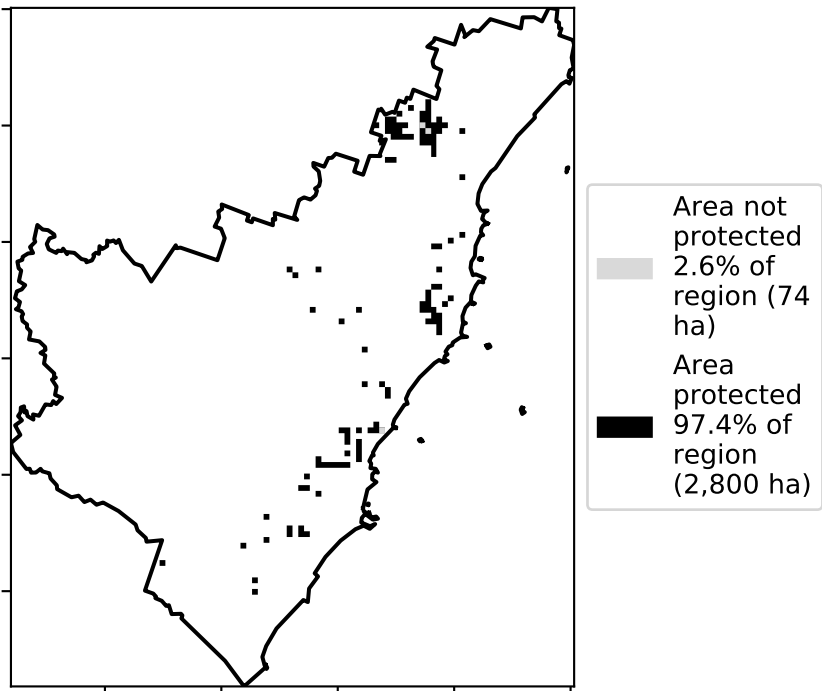 Area not
protected
2.6% of
region (74
ha)
Area
protected
97.4% of
region
(2,800 ha)